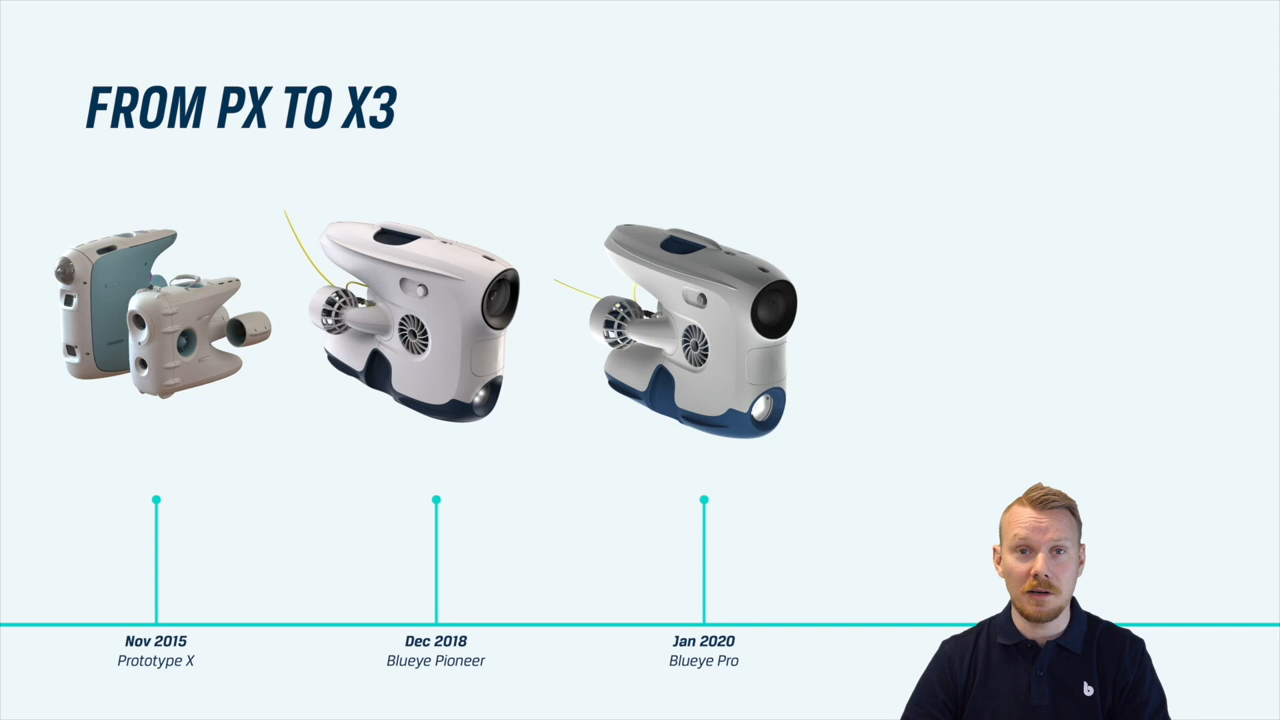 FROM PX TO X3
Nov 2015
Prototype X
Dec 2018
Blueye Pioneer
Jan 2020
Blueye Pro
b